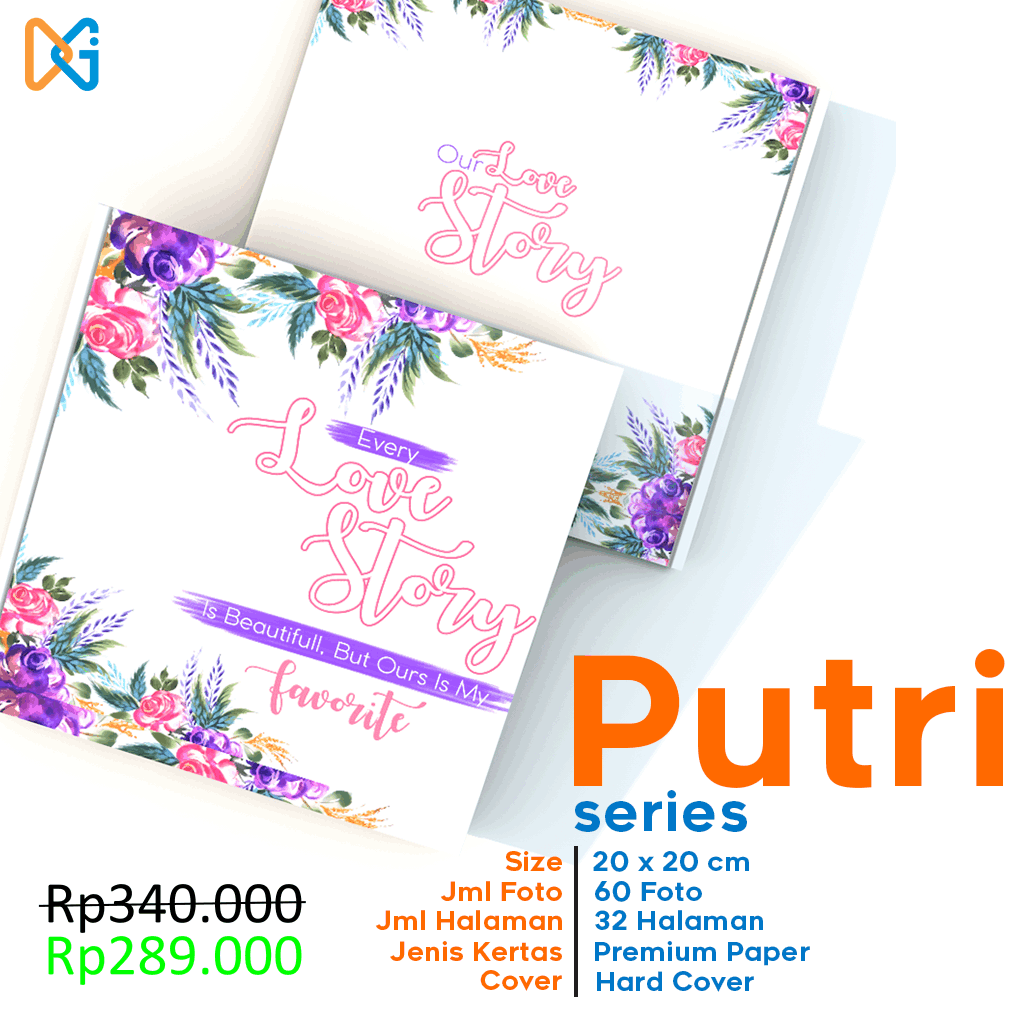 Our Love
Story
Every
Love
Story
Is Beautifull, But Ours Is My
favorite
Putri
series
Size 20 x 20 cm
Jml Foto 60 Foto
Jml Halaman 32 Halaman
Jenis Kertas Premium Paper
Cover Hard Cover
Rp340.000
Rp289.000